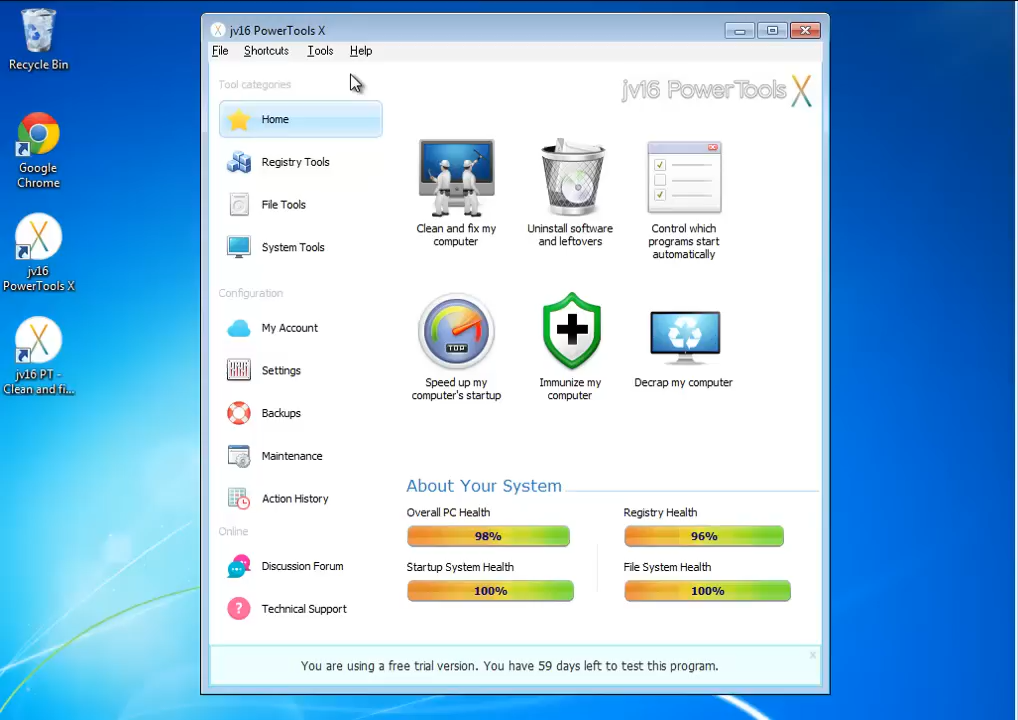 Recycle Bin
Google
Chrome
jv16
PowerTools X
jv16 PT -
Clean and fi...
jv16 PowerTools X
File Shortcuts Tools Help
Tool categories
Home
Registry Tools
File Tools
System Tools
Configuration
My Account
Settings
Backups
Maintenance
Action History
Online
Discussion Forum
Technical Support
jv16 PowerTools X
Clean and fix my
computer
Uninstall software
and leftovers
Control which
programs start
automatically
TDP
Speed up my
computer's startup
Immunize my
computer
Decrap my computer
About Your System
Overall PC Health
98%
Registry Health
96%
Startup System Health
100%
File System Health
100%
You are using a free trial version. You have 59 days left to test this program.